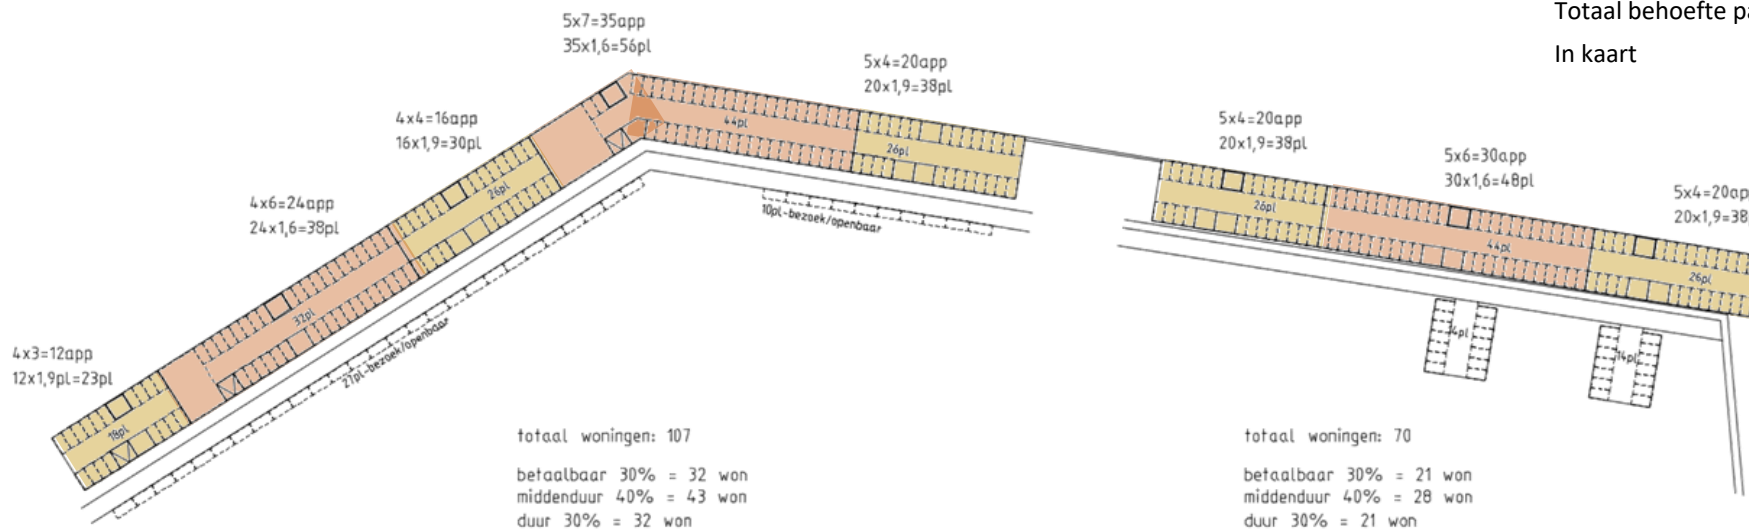 Totaal behoefte pa
In kaart
5x7=35app
35x1,6=56pl
5x4=20app
20x1,9=38pl
4x4=16app
16x1,9=30pl
5x4=20app
20x1,9=38pl
5x6=30app
30x1,6=48pl
5x4=20ap
20x1,9=38
4x6=24app
24x1,6=38pl
4x3=12app
12x1,9pl=23pl
44pl
26pl
26pl
32pl
18pl
26pl
44pl
26pl
10pl-bezoek/openbaar
27pl-bezoek/openbaar
14pl
14pl
totaal woningen: 107
betaalbaar 30% = 32 won
middenduur 40% = 43 won
duur 30% = 32 won
totaal woningen: 70
betaalbaar 30% = 21 won
middenduur 40% = 28 won
duur 30% = 21 won